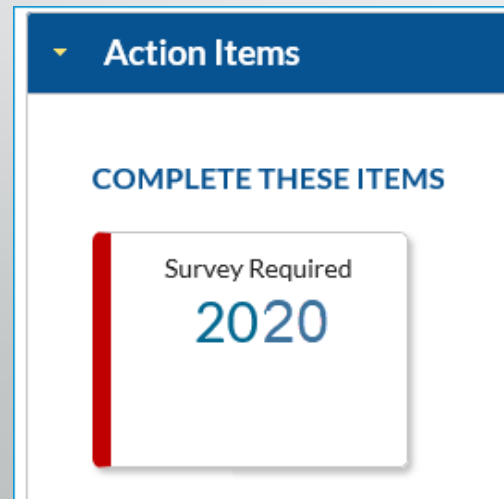 Action Items
COMPLETE THESE ITEMS
Survey Required
2020